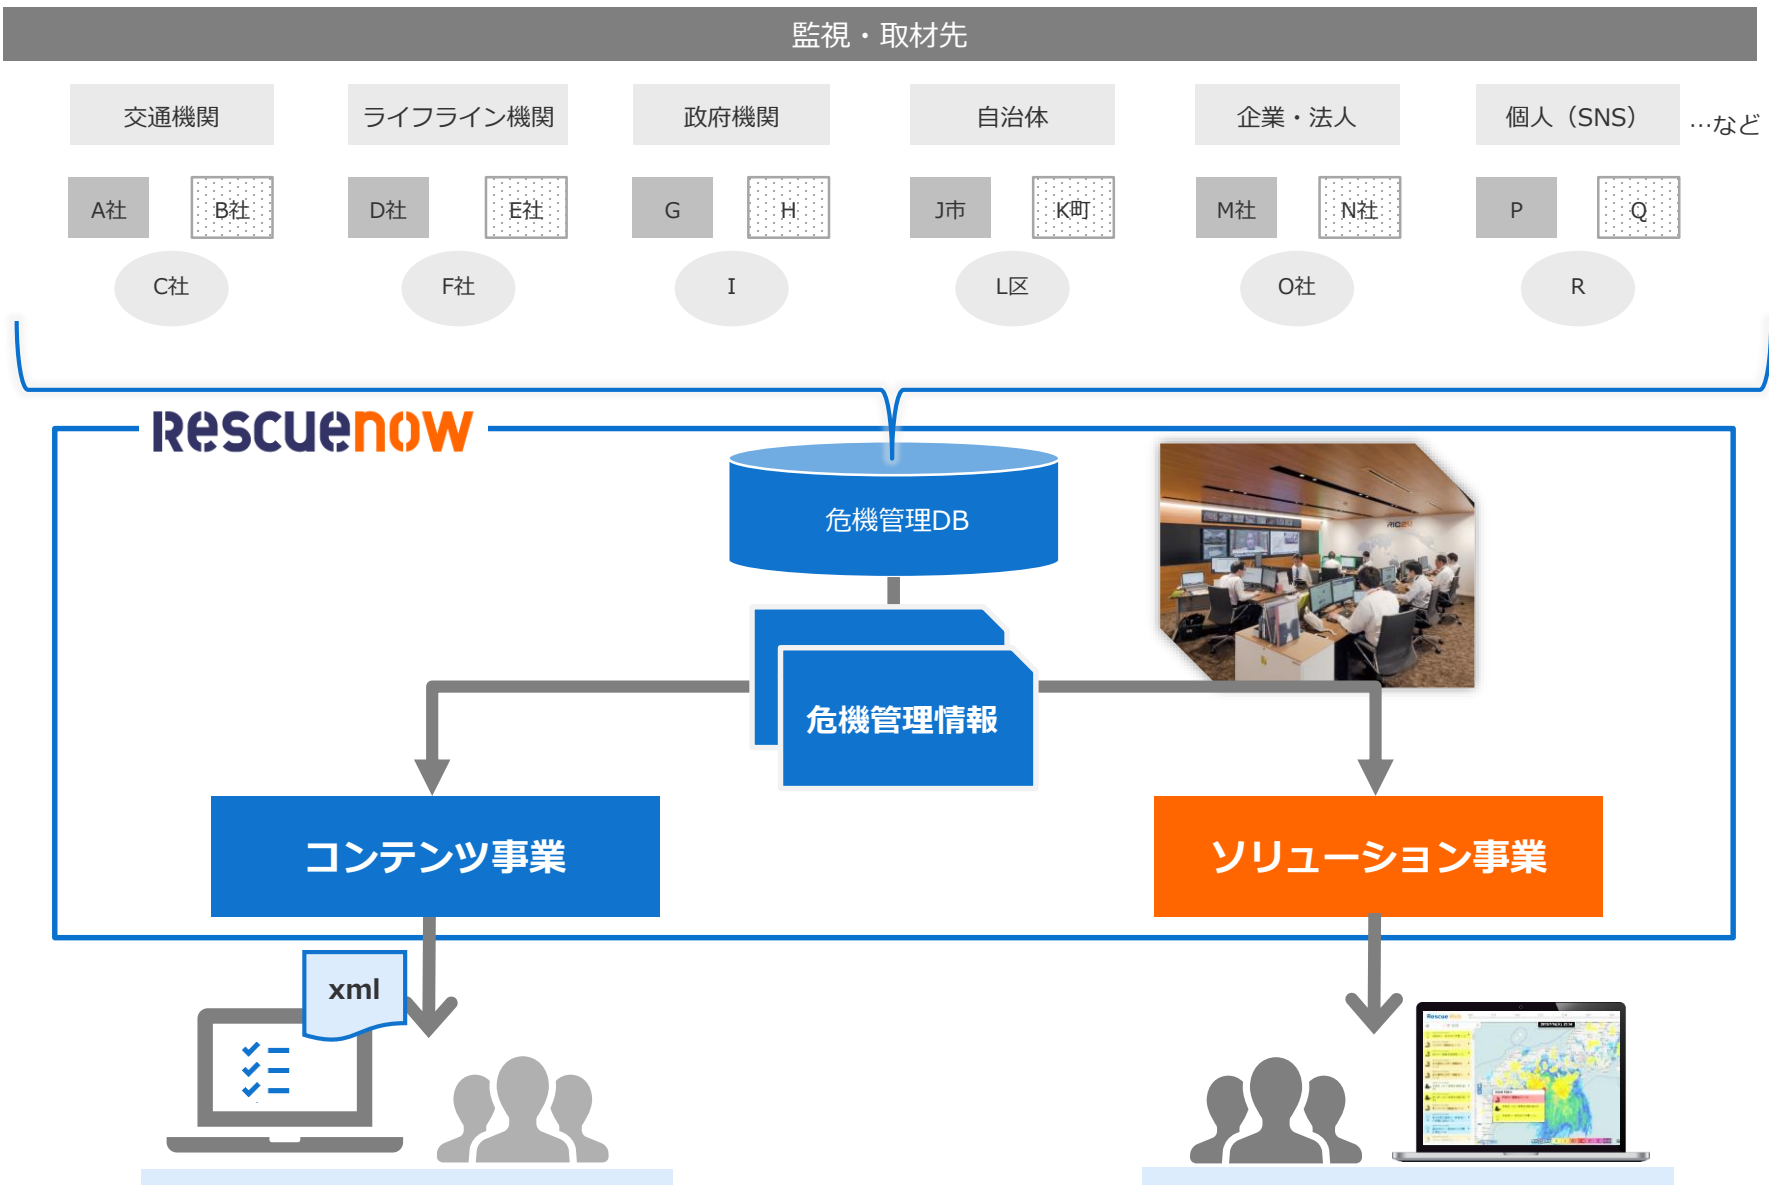 監視・取材先
交通機関
ライフライン機関
政府機関
自治体
企業・法人
個人（SNS）
…など
A社
B社
D社
E社
G
H
J市
K町
M社
N社
P
Q
C社
F社
I
L区
O社
R
Rescuenow
危機管理DB
RIC24
危機管理情報
コンテンツ事業
ソリューション事業
xml
Rescue Web